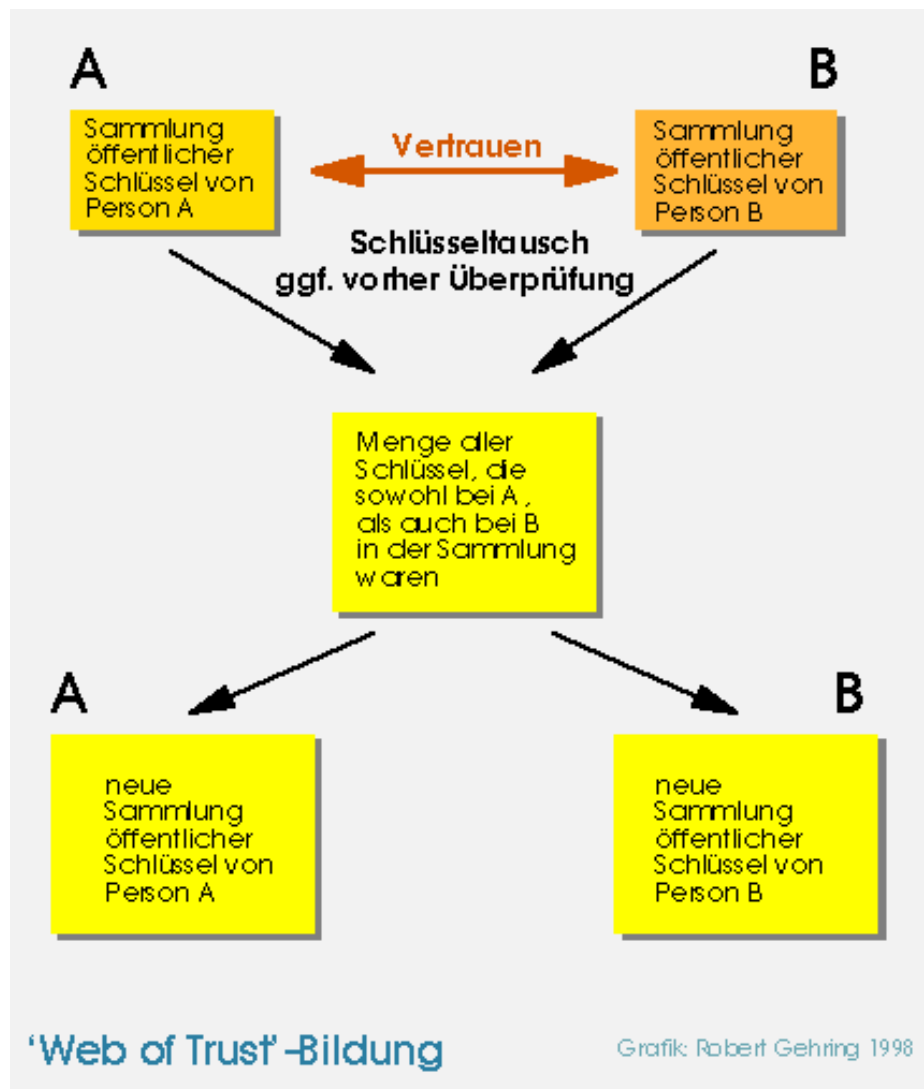 A
B
Sammlung
öffentlicher
Schlüssel von
Person A
Vertrauen
Sammlung
öffentlicher
Schlüssel von
Person B
Schlüsseltausch
ggf. vorher Überprüfung
Menge aller
Schlüssel, die
sowohl bei A ,
als auch bei B
in der Sammlung
waren
A
B
neue
Sammlung
öffentlicher
Schlüssel von
Person A
neue
Sammlung
öffentlicher
Schlüssel von
Person B
'Web of Trust'-Bildung
Grafik: Robert Gehring 1998